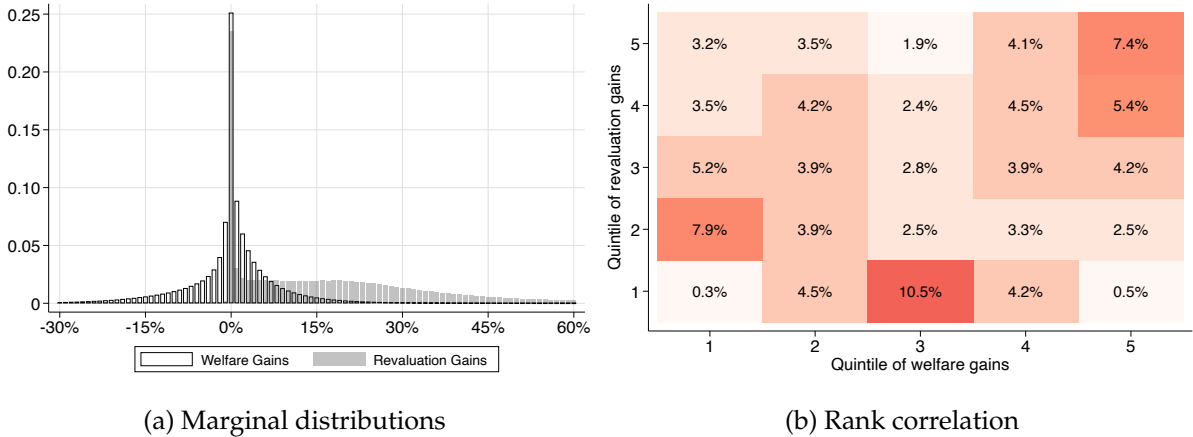 0.25
0.20
0.15
0.10
0.05
0
-30% -15% 0% 15% 30% 45% 60%
Welfare Gains Revaluation Gains
(a) Marginal distributions
Quintile of revaluation gains
5 3.2% 3.5% 1.9% 4.1% 7.4%
4 3.5% 4.2% 2.4% 4.5% 5.4%
3 5.2% 3.9% 2.8% 3.9% 4.2%
2 7.9% 3.9% 2.5% 3.3% 2.5%
1 0.3% 4.5% 10.5% 4.2% 0.5%
1 2 3 4 5
Quintile of welfare gains
(b) Rank correlation